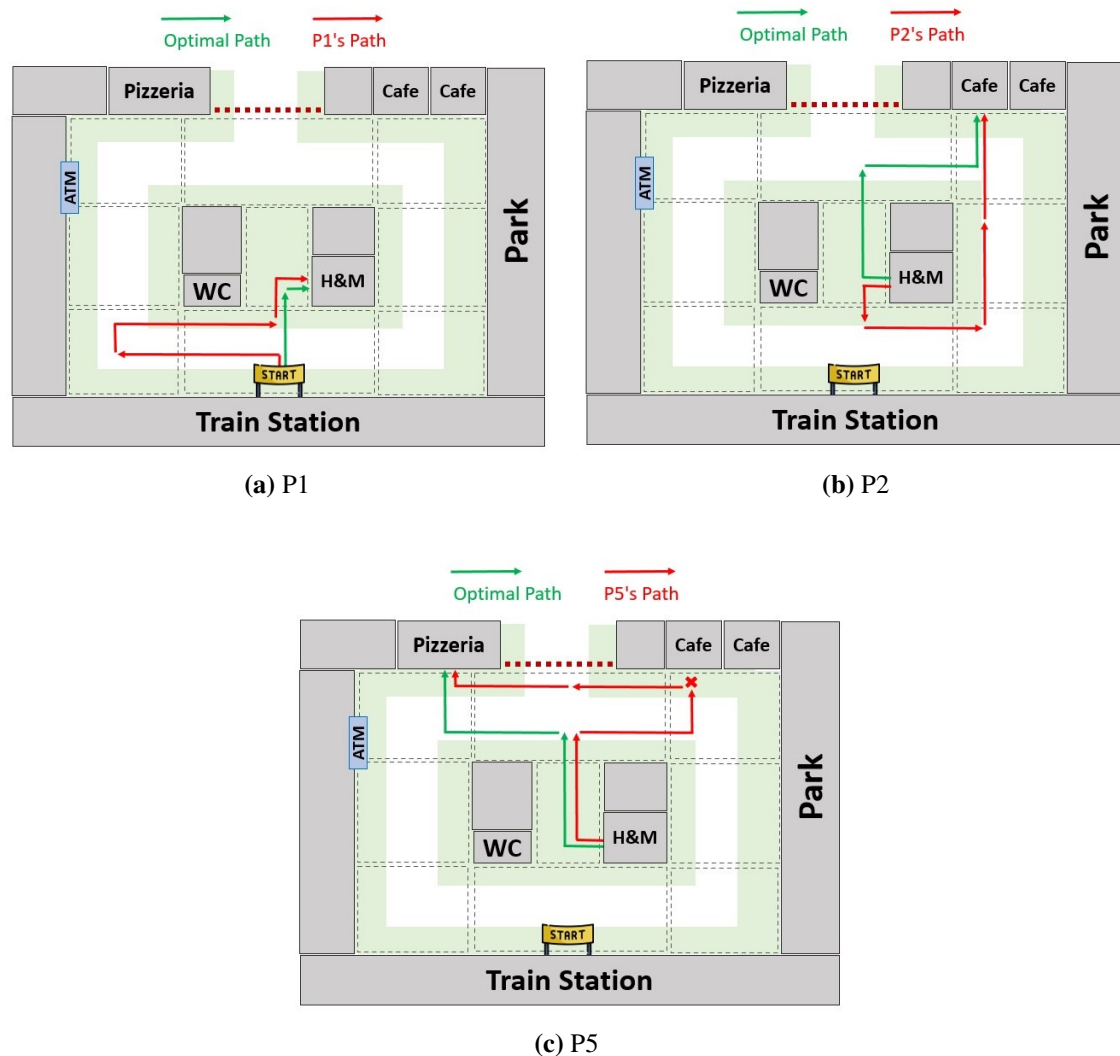 Optimal Path P1's Path
Pizzeria Cafe Cafe
ATM
Park
WC H&M
START
Train Station
(a) P1
Optimal Path P2's Path
Pizzeria Cafe Cafe
ATM
Park
WC H&M
START
Train Station
(b) P2
Optimal Path P5's Path
Pizzeria Cafe Cafe
ATM
Park
WC H&M
START
Train Station
(c) P5